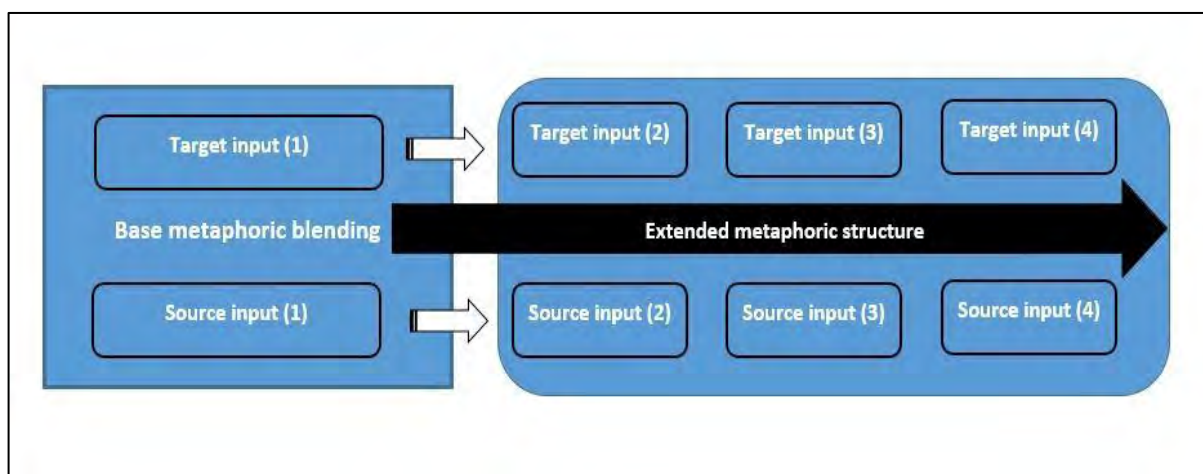 Target input (1)
Target input (2)
Target input (3)
Target input (4)
Base metaphoric blending
Extended metaphoric structure
Source input (1)
Source input (2)
Source input (3)
Source input (4)